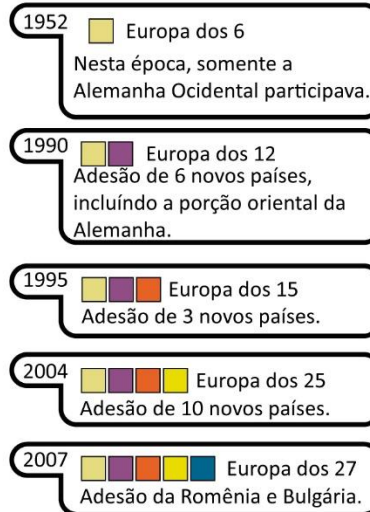 1952
Europa dos 6
Nesta época, somente a
Alemanha Ocidental participava.
1990
Europa dos 12
Adesão de 6 novos países,
incluíndo a porção oriental da
Alemanha.
1995
Europa dos 15
Adesão de 3 novos países.
2004
Europa dos 25
Adesão de 10 novos países.
2007
Europa dos 27
Adesão da Romênia e Bulgária.